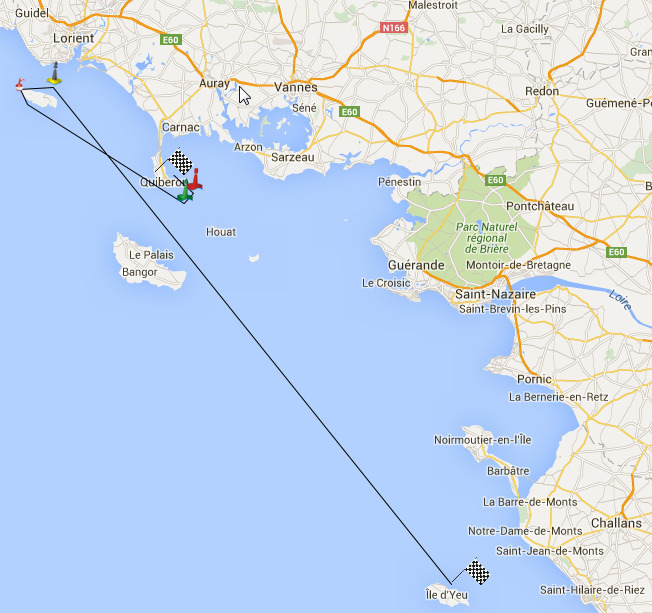 Malestroit
Guidel
La Gacilly
N166
Lorient
E60
Gran
Auray
Vannes
Redon
Séné
Guémené-Pe
E60
Carnac
Arzon
Sarzeau
Quiberon
Pénestin
E60
Pontchâteau
Houat
Parc Naturel
régional
de Brière
Le Palais
E60
Bangor
Guérande
Montoir-de-Bretagne
Le Croisic
Saint-Nazaire
Loire
Saint-Brevin-les-Pins
Pornic
La Bernerie-en-Retz
Noirmoutier-en-l'Île
Barbâtre
La Barre-de-Monts
Challans
Notre-Dame-de-Monts
Saint-Jean-de-Monts
Île d'Yeu
Saint-Hilaire-de-Riez